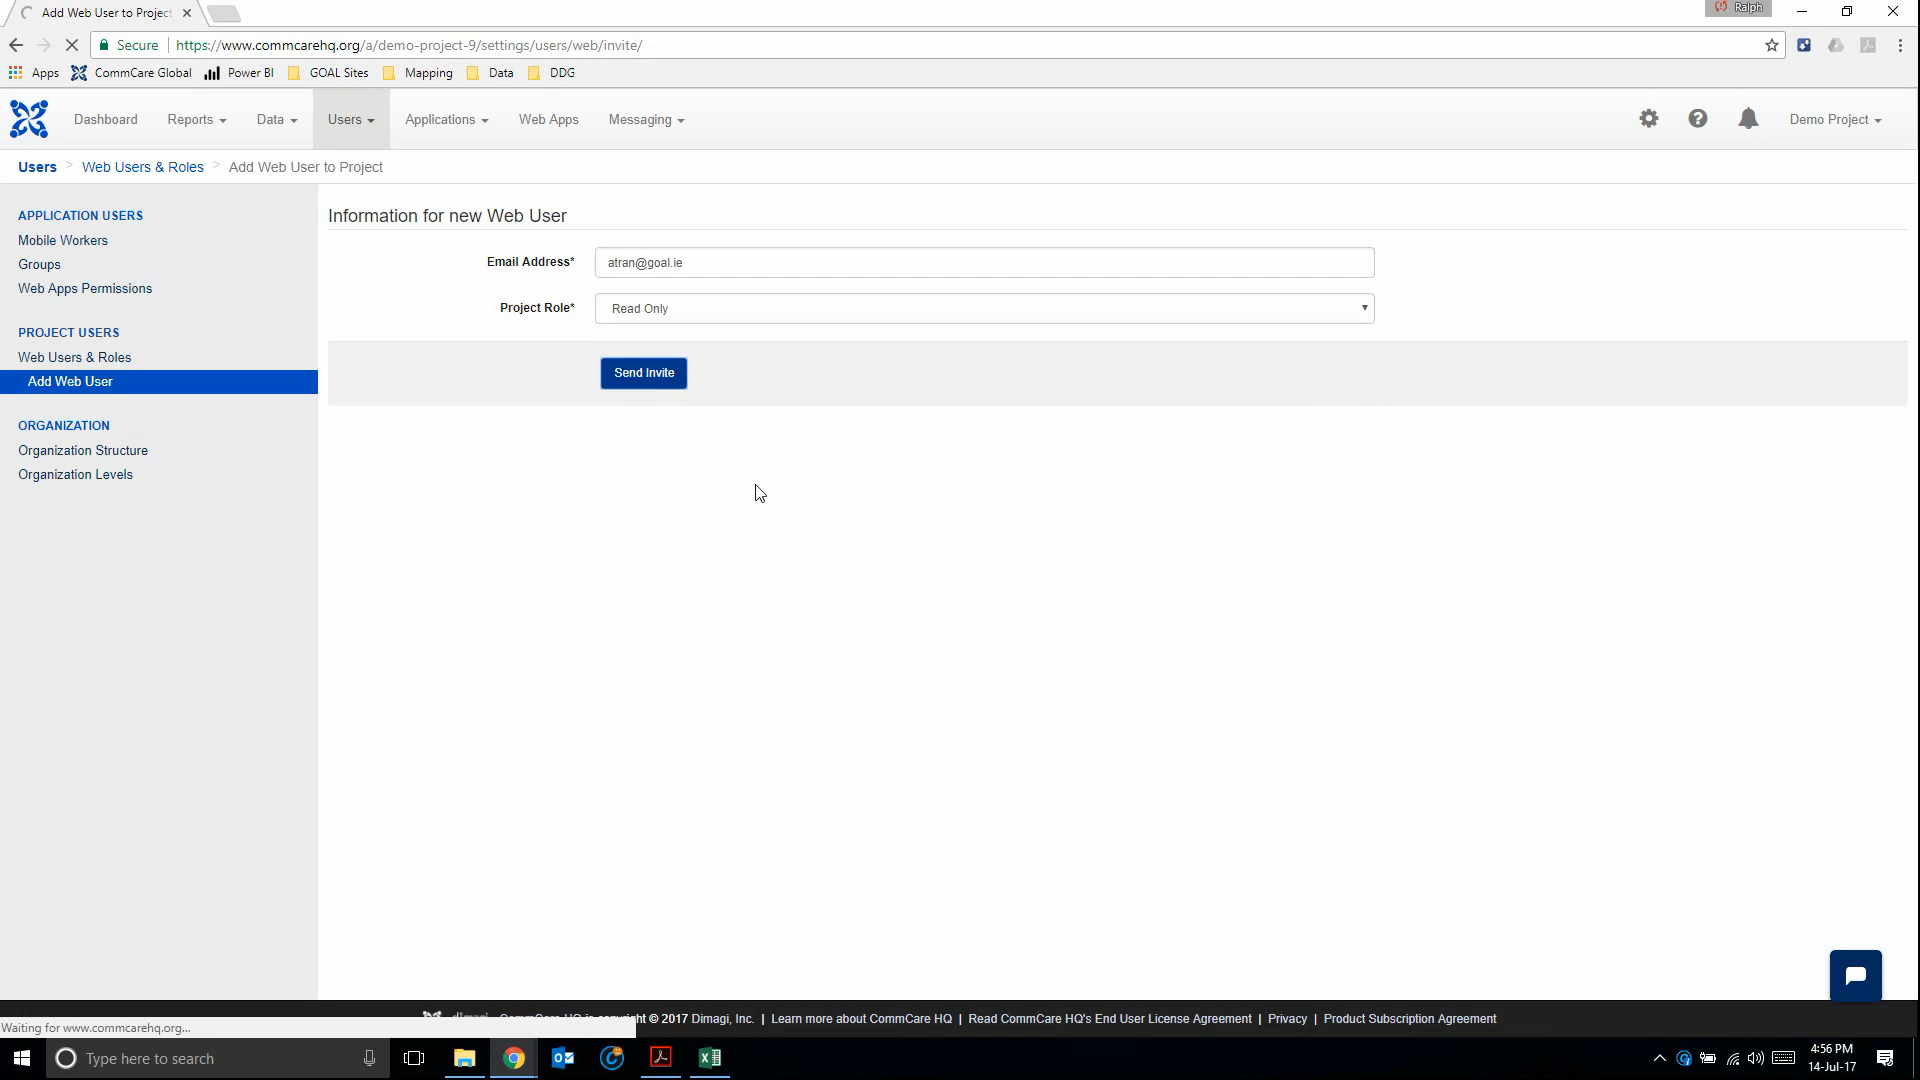 Add Web User to Project
Ralph
Secure
https://www.commcarehq.org/a/demo-project-9/settings/users/web/invite/
Apps
CommCare Global
Power BI
GOAL Sites
Mapping
Data
DDG
Dashboard
Reports
Data
Users
Applications
Web Apps
Messaging
Demo Project
Users > Web Users & Roles > Add Web User to Project
APPLICATION USERS
Mobile Workers
Groups
Web Apps Permissions
PROJECT USERS
Web Users & Roles
Add Web User
ORGANIZATION
Organization Structure
Organization Levels
Information for new Web User
Email Address*
atran@goal.ie
Project Role*
Read Only
Send Invite
© 2017 Dimagi, Inc. | Learn more about CommCare HQ | Read CommCare HQ's End User License Agreement | Privacy | Product Subscription Agreement
Waiting for www.commcarehq.org...
Type here to search
4:56 PM
14-Jul-17